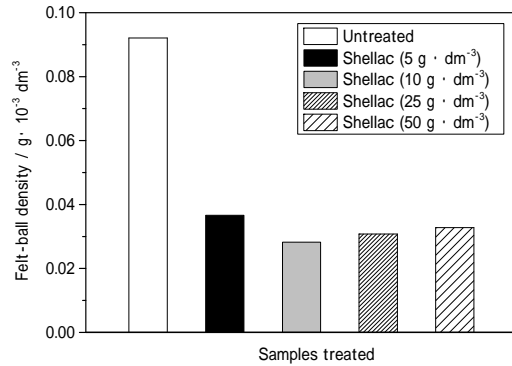 0.10
0.08
0.06
0.04
0.02
0.00
Felt-ball density / g· 10⁻³ dm⁻³
Untreated
Shellac (5 g · dm⁻³)
Shellac (10 g · dm⁻³)
Shellac (25 g · dm⁻³)
Shellac (50 g · dm⁻³)
Samples treated